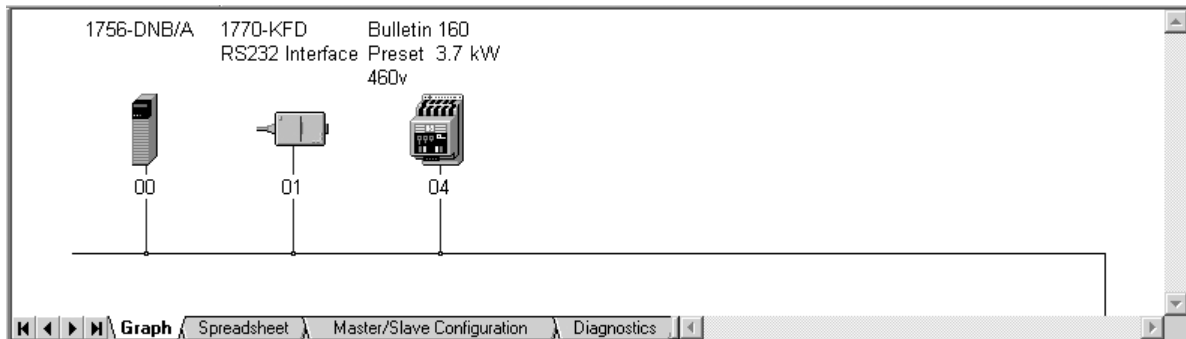 1756-DNB/A
1770-KFD
RS232 Interface
Bulletin 160
Preset 3.7 kW
460v
00
01
04
Graph
Spreadsheet
Master/Slave Configuration
Diagnostics